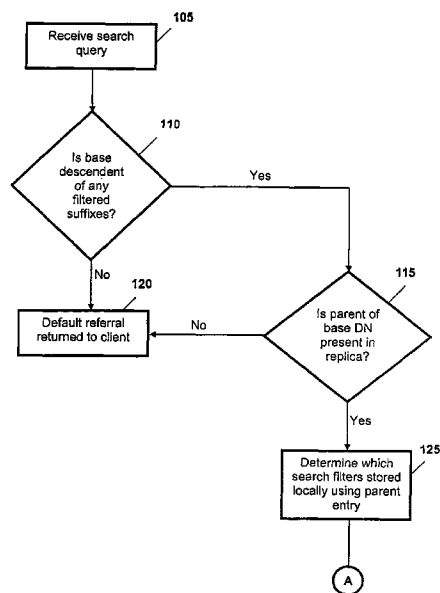 105
Receive search
query
110
Is base
descendent
of any
filtered
suffixes?
Yes
No
120
Default referral
returned to client
No
115
Is parent of
base DN
present in
replica?
Yes
125
Determine which
search filters stored
locally using parent
entry
A